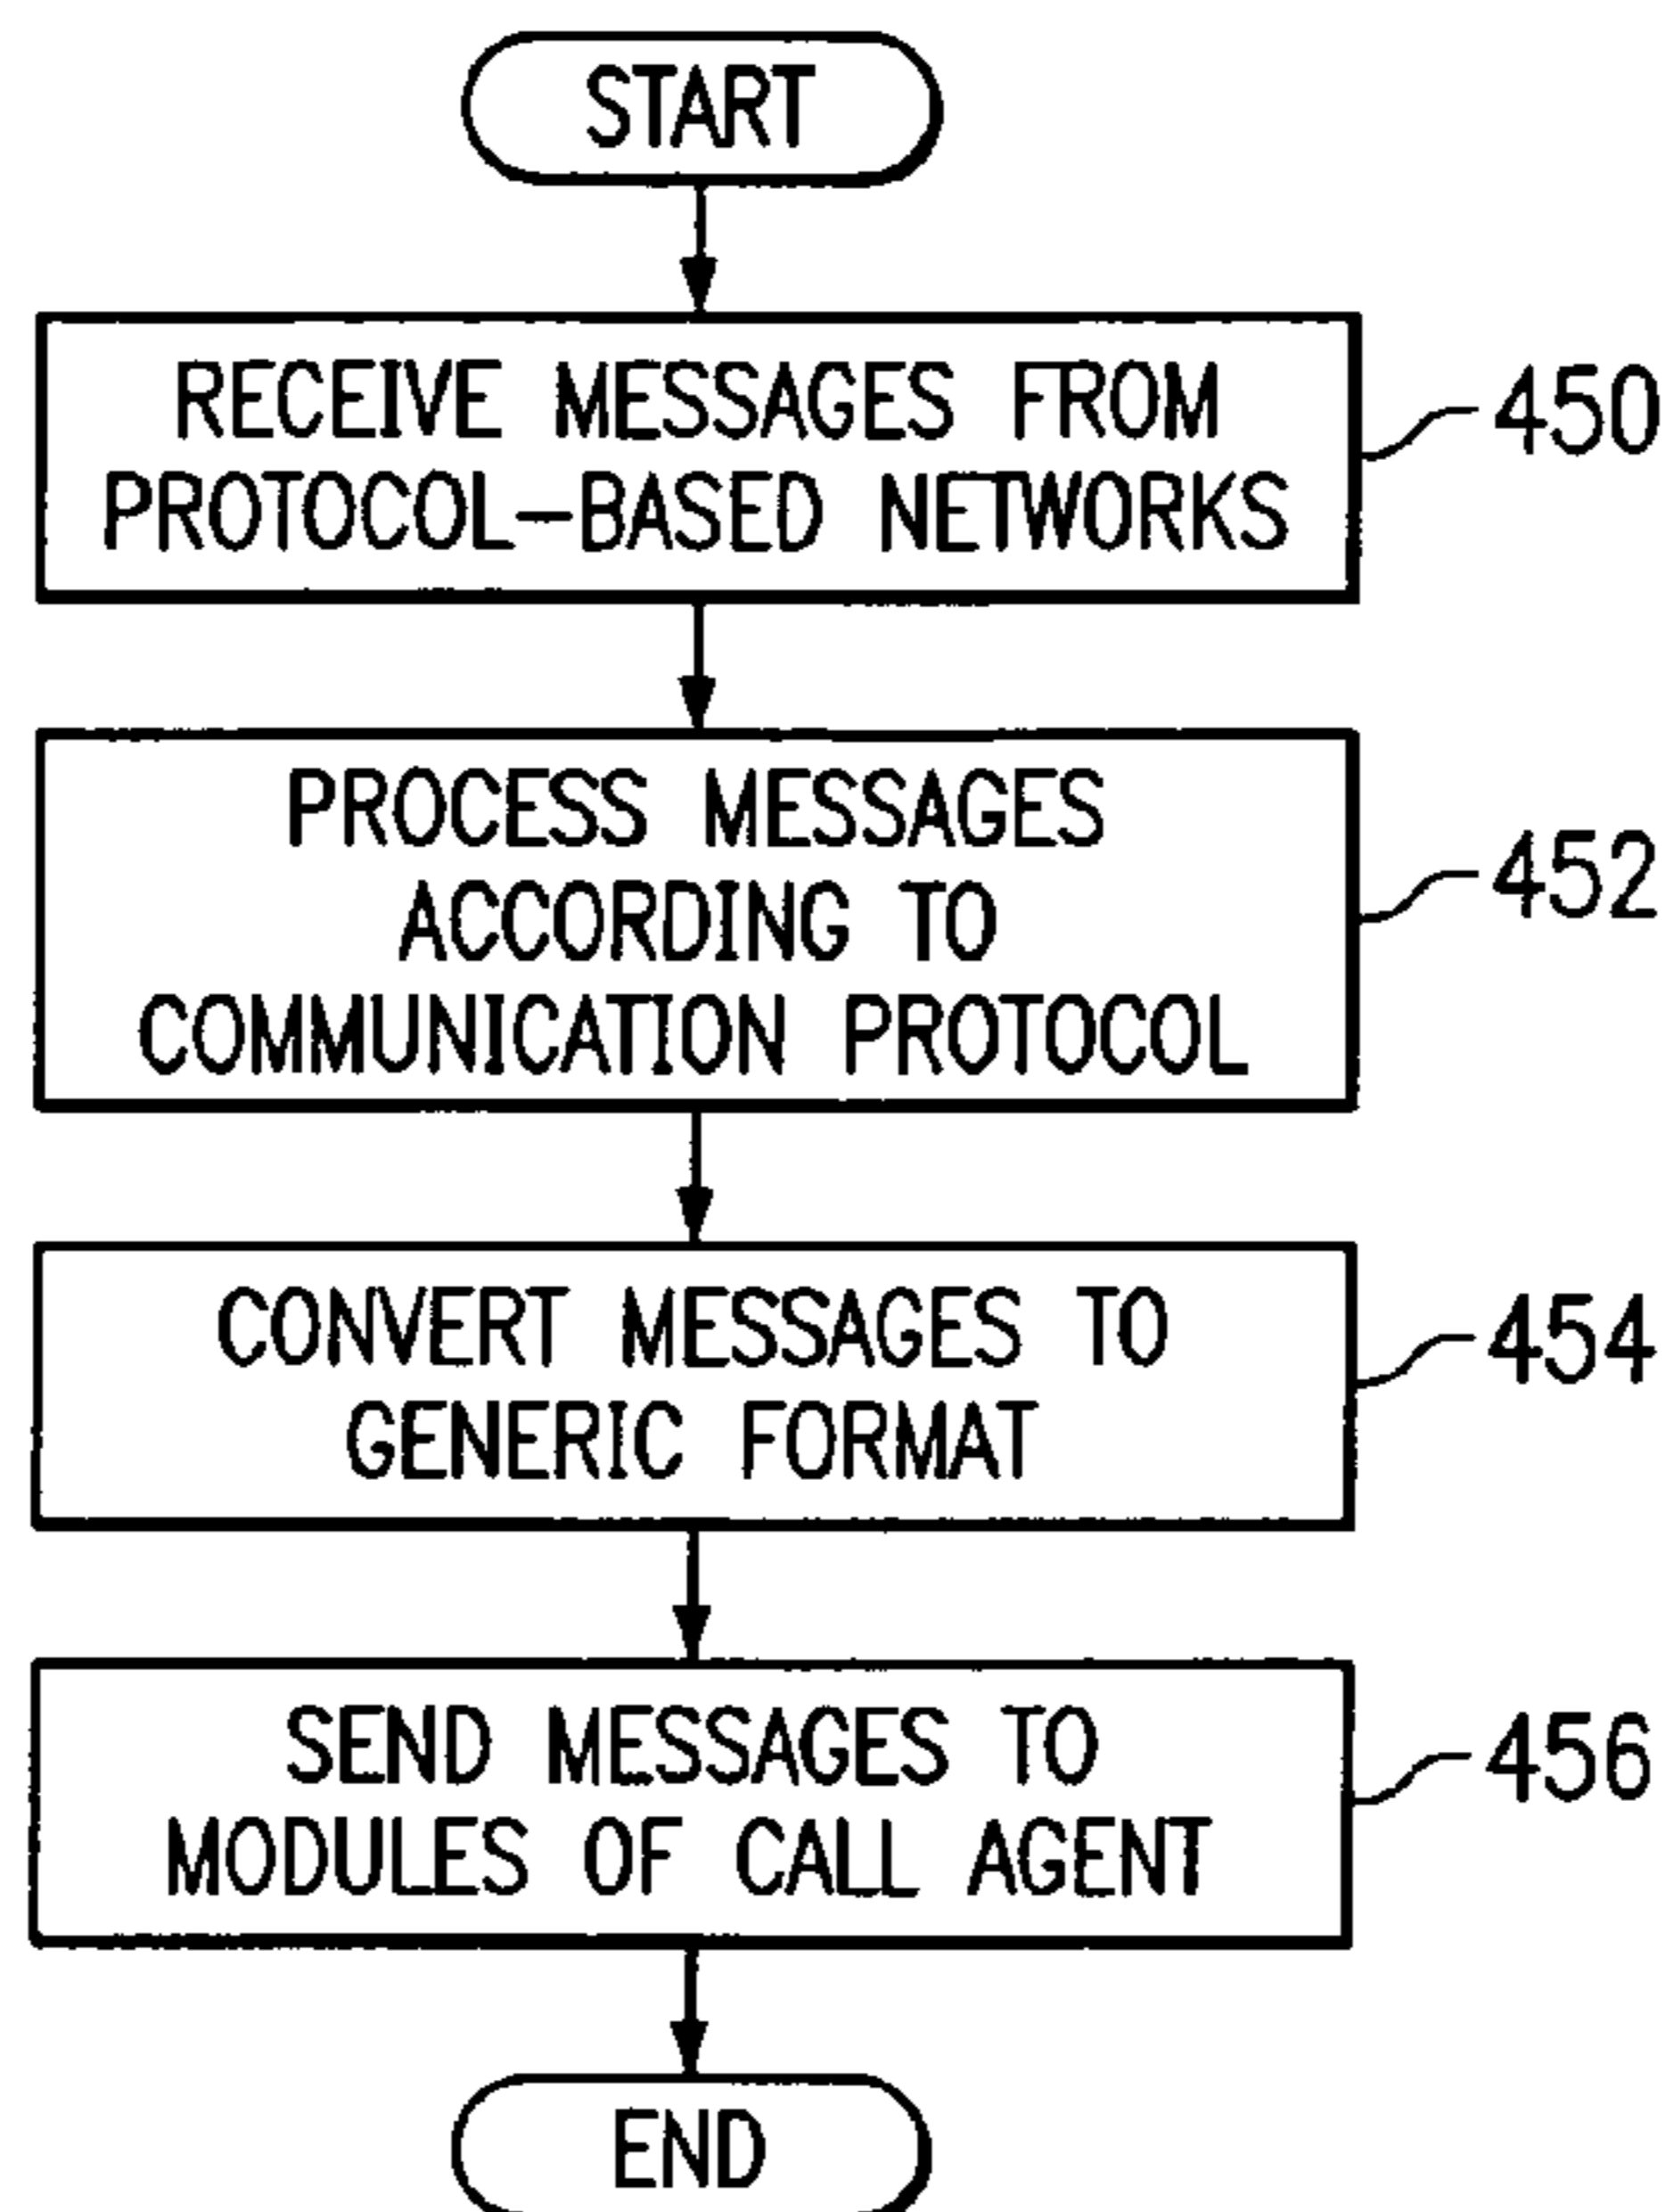 START
RECEIVE MESSAGES FROM
PROTOCOL-BASED NETWORKS
450
PROCESS MESSAGES
ACCORDING TO
COMMUNICATION PROTOCOL
452
CONVERT MESSAGES TO
GENERIC FORMAT
454
SEND MESSAGES TO
MODULES OF CALL AGENT
456
END